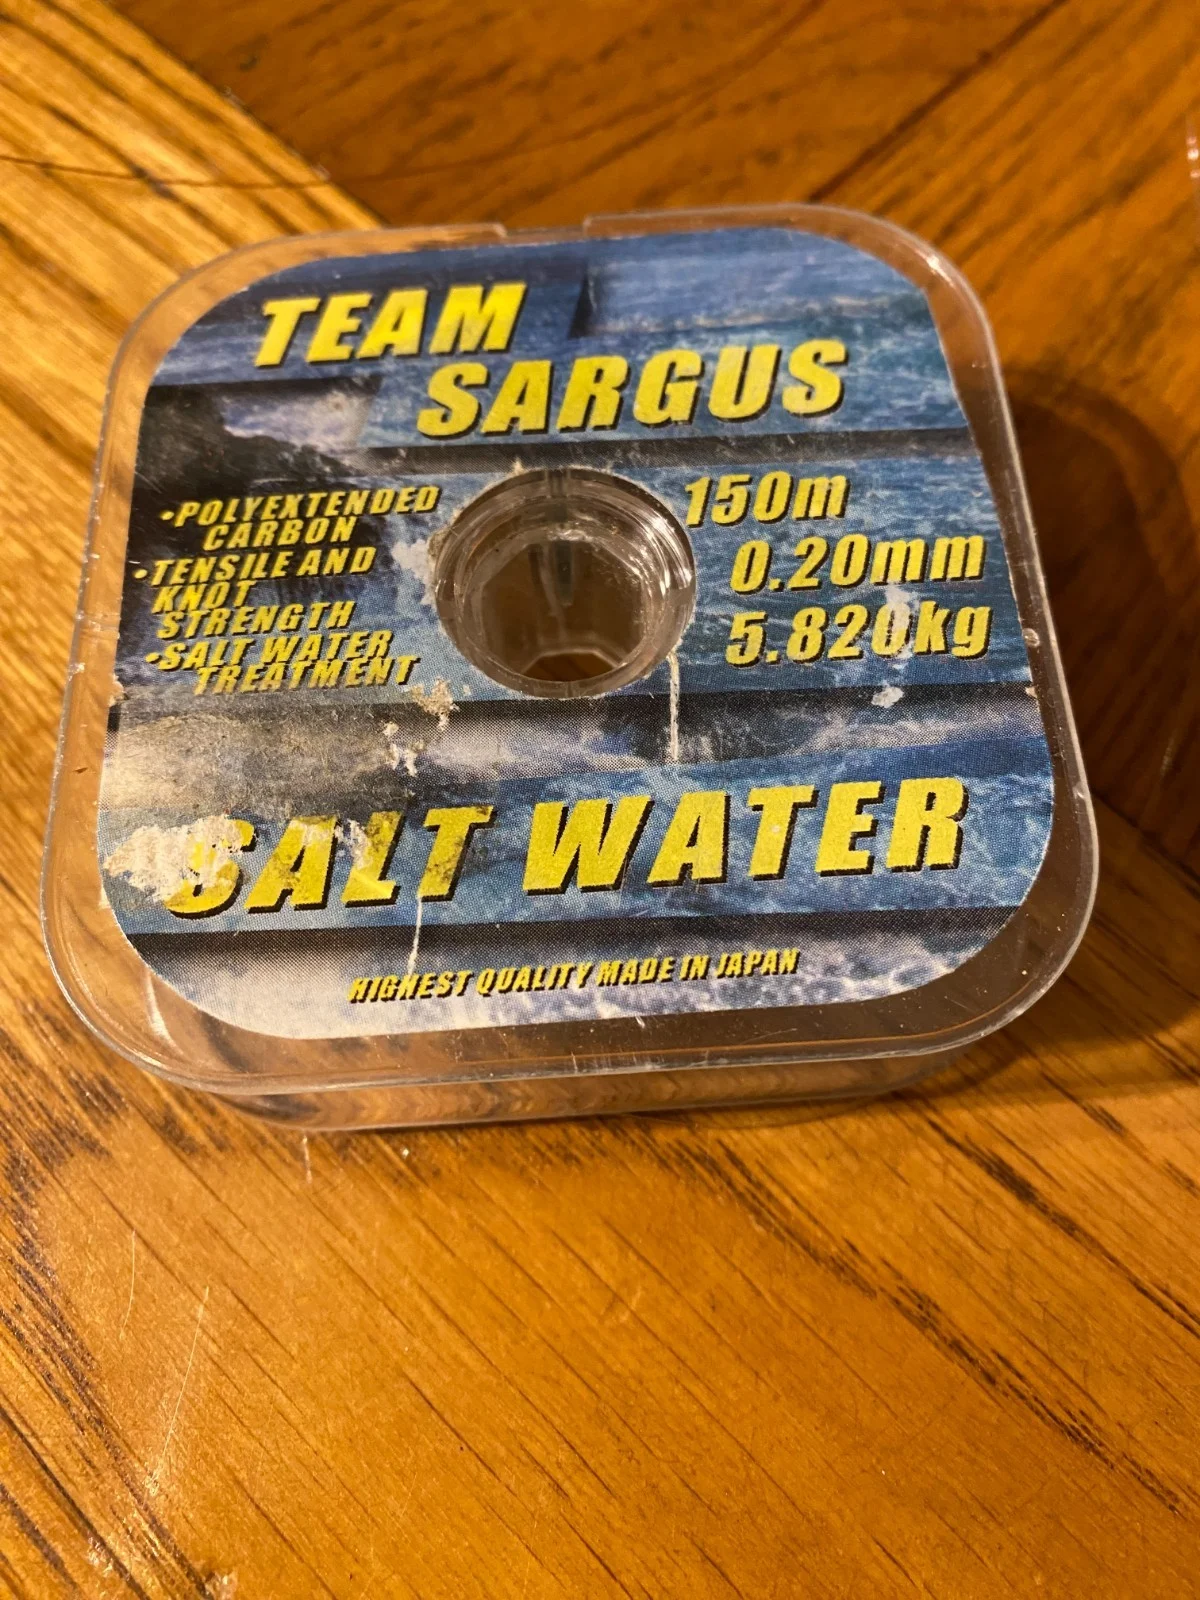 TEAM
SARGUS
•POLYEXTENDED
CARBON
•TENSILE AND
KNOT
STRENGTH
•SALT WATER
TREATMENT
150m
0.20mm
5.820kg
SALT WATER
HIGHEST QUALITY MADE IN JAPAN